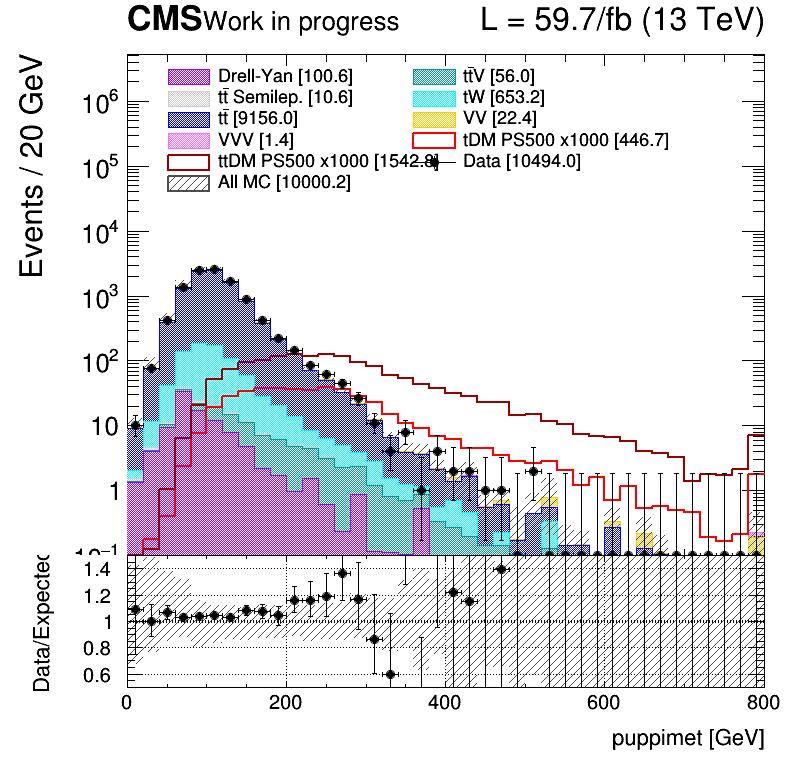 CMS Work in progress L = 59.7/fb (13 TeV)
Events / 20 GeV
Drell-Yan [100.6] tt̄V [56.0]
tt̄ Semilep. [10.6] tW [653.2]
tt̄ [9156.0] VV [22.4]
VVV [1.4] tDM PS500 x1000 [446.7]
ttDM PS500 x1000 [1542.8] Data [10494.0]
All MC [10000.2]
10⁶
10⁵
10⁴
10³
10²
10
1
10⁻¹
Data/Expected
1.4
1.2
1
0.8
0.6
0 200 400 600 800
puppimet [GeV]